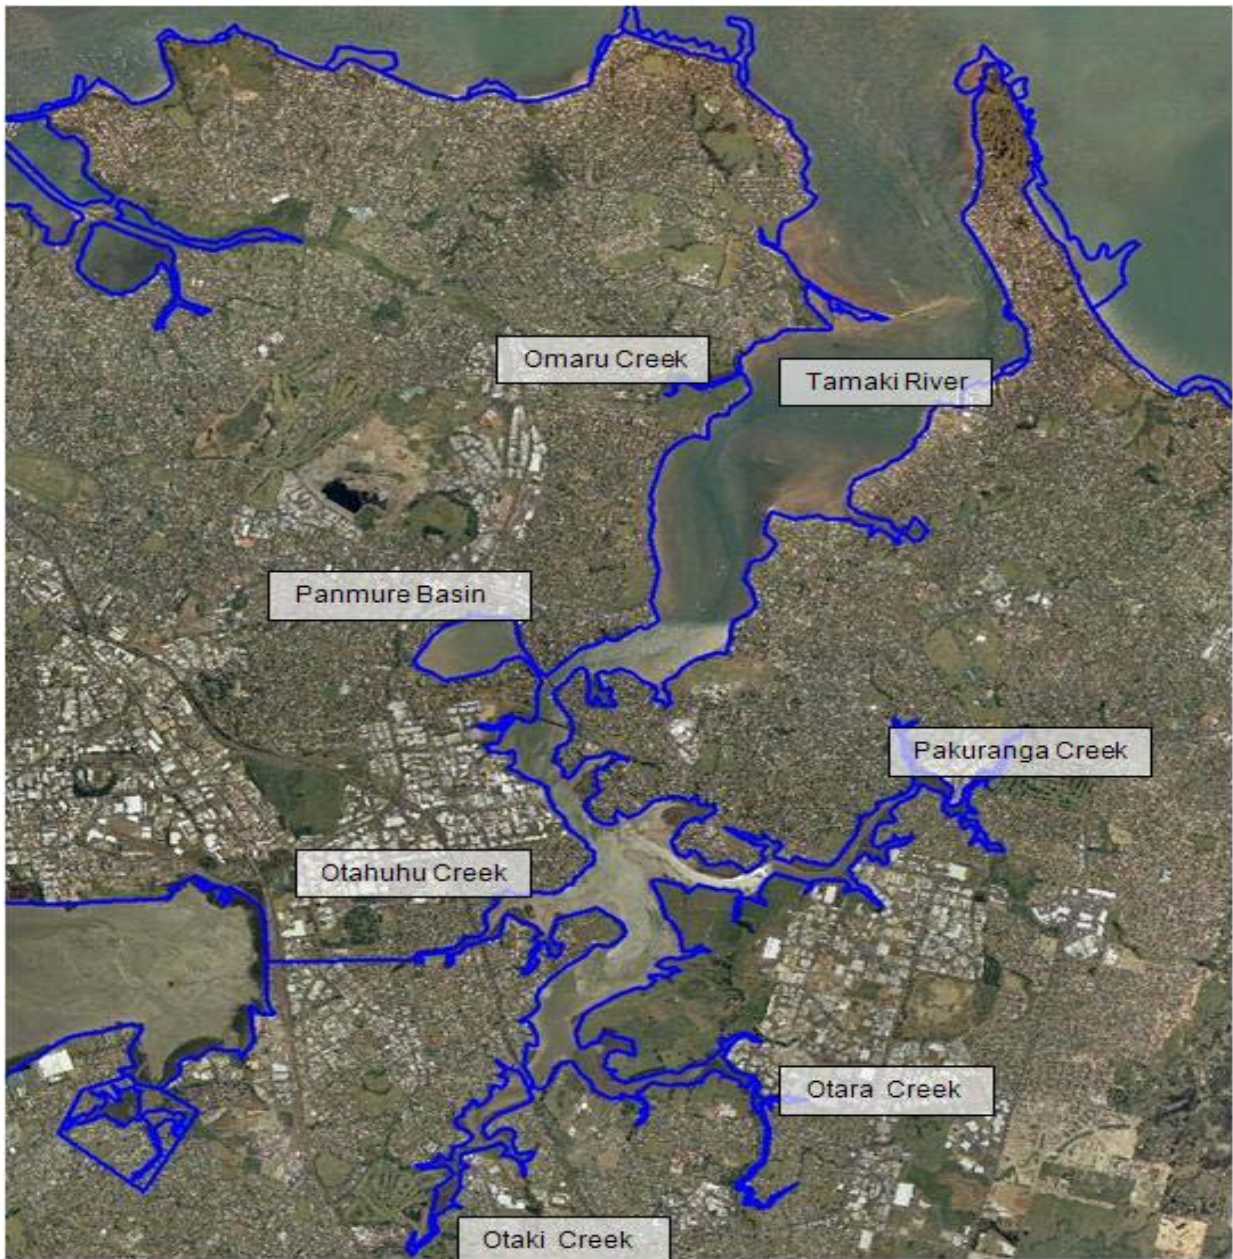 Omaru Creek
Tamaki River
Panmure Basin
Pakuranga Creek
Otahuhu Creek
Otara Creek
Otaki Creek